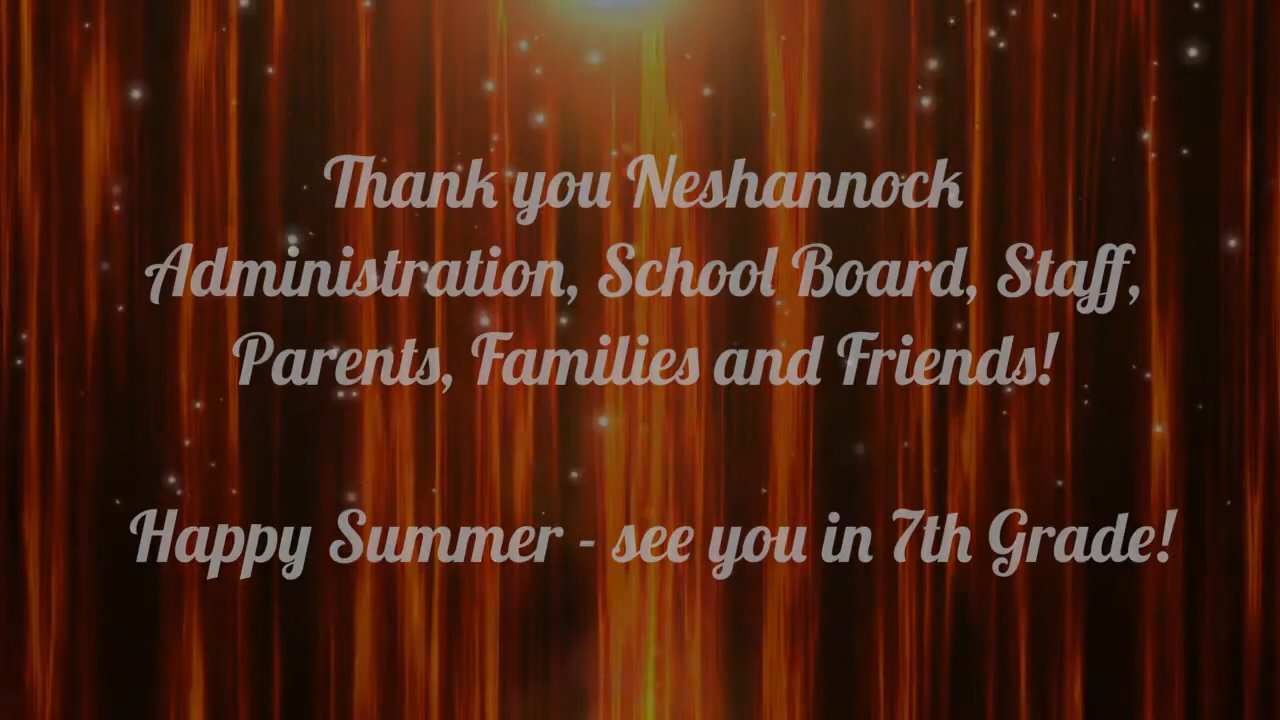 Thank you Neshannock
Administration, School Board, Staff,
Parents, Families and Friends!
Happy Summer - see you in 7th Grade!